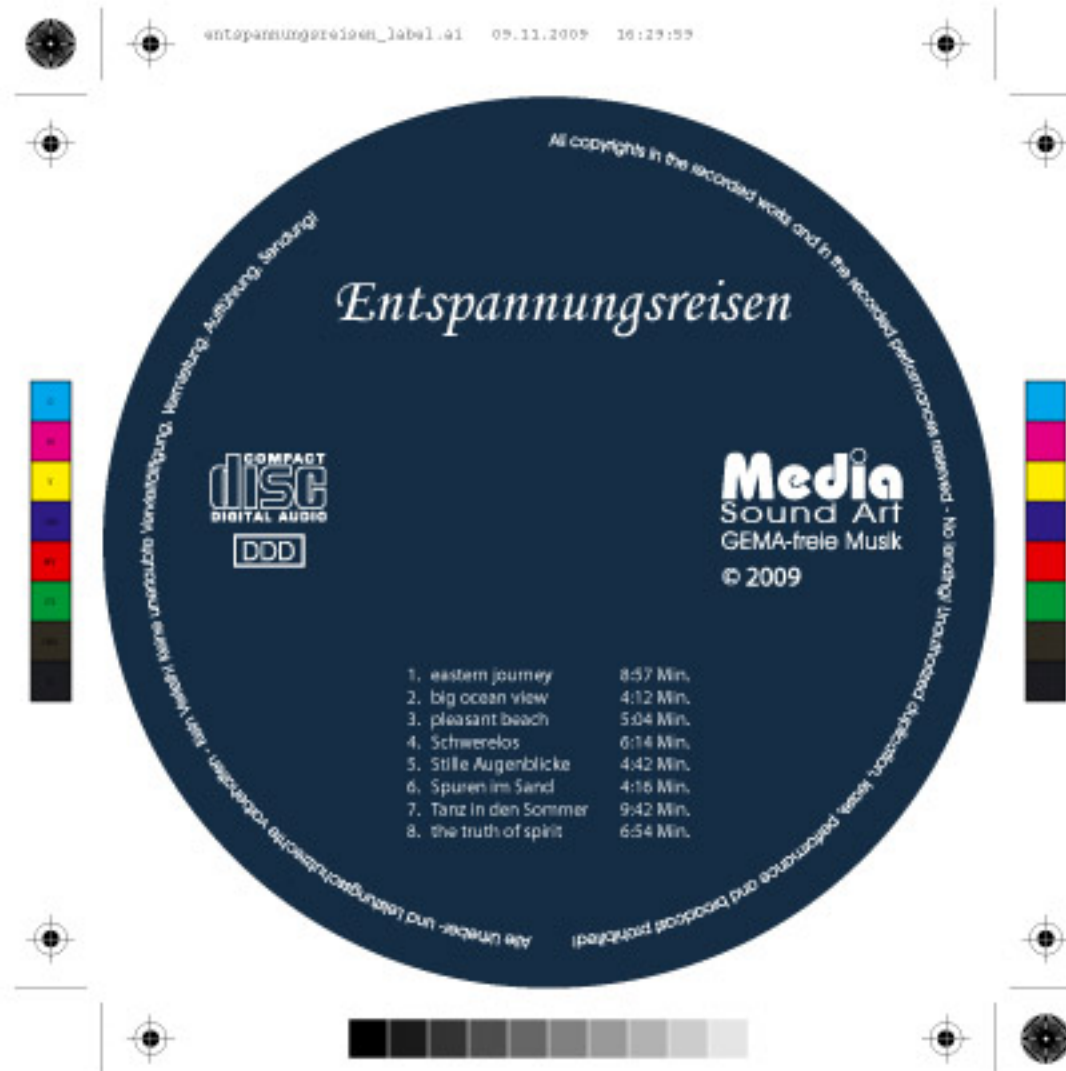 entspannungsreisen_label.ai 09.11.2009 16:29:59
All copyrights in the recorded works and in the recorded performances reserved - No lending! Unauthorized duplication, lease, performance and broadcast prohibited!
Alle Urheber- und Leistungsschutzrechte vorbehalten - Kein Verleih! Keine unerlaubte Vervielfältigung, Vermietung, Aufführung, Sendung!
Entspannungsreisen
COMPACT
disc
DIGITAL AUDIO
DDD
Media
Sound Art
GEMA-freie Musik
© 2009
1. eastern journey 8:57 Min.
2. big ocean view 4:12 Min.
3. pleasant beach 5:04 Min.
4. Schwerelos 6:14 Min.
5. Stille Augenblicke 4:42 Min.
6. Spuren im Sand 4:16 Min.
7. Tanz in den Sommer 9:42 Min.
8. the truth of spirit 6:54 Min.